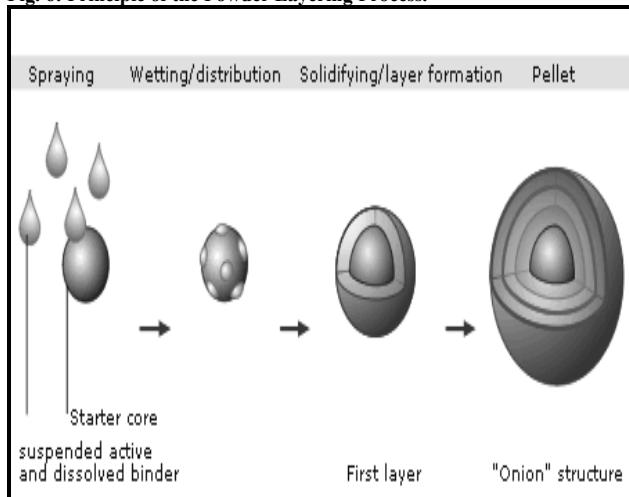 Fig. 6. Principle of the Powder Layering Process.
Spraying Wetting/distribution Solidifying/layer formation Pellet
Starter core
suspended active
and dissolved binder
First layer
"Onion" structure